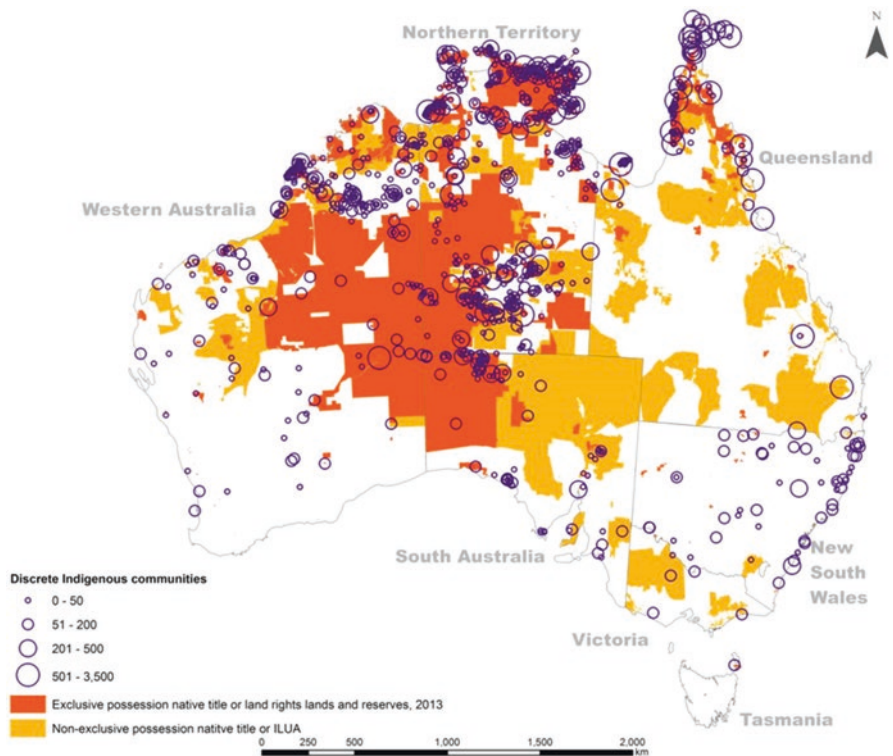 N
Northern Territory
Queensland
Western Australia
South Australia
New
South
Wales
Victoria
Tasmania
Discrete Indigenous communities
0 - 50
51 - 200
201 - 500
501 - 3,500
Exclusive possession native title or land rights lands and reserves, 2013
Non-exclusive possession natitve title or ILUA
0 250 500 1,000 1,500 2,000
km